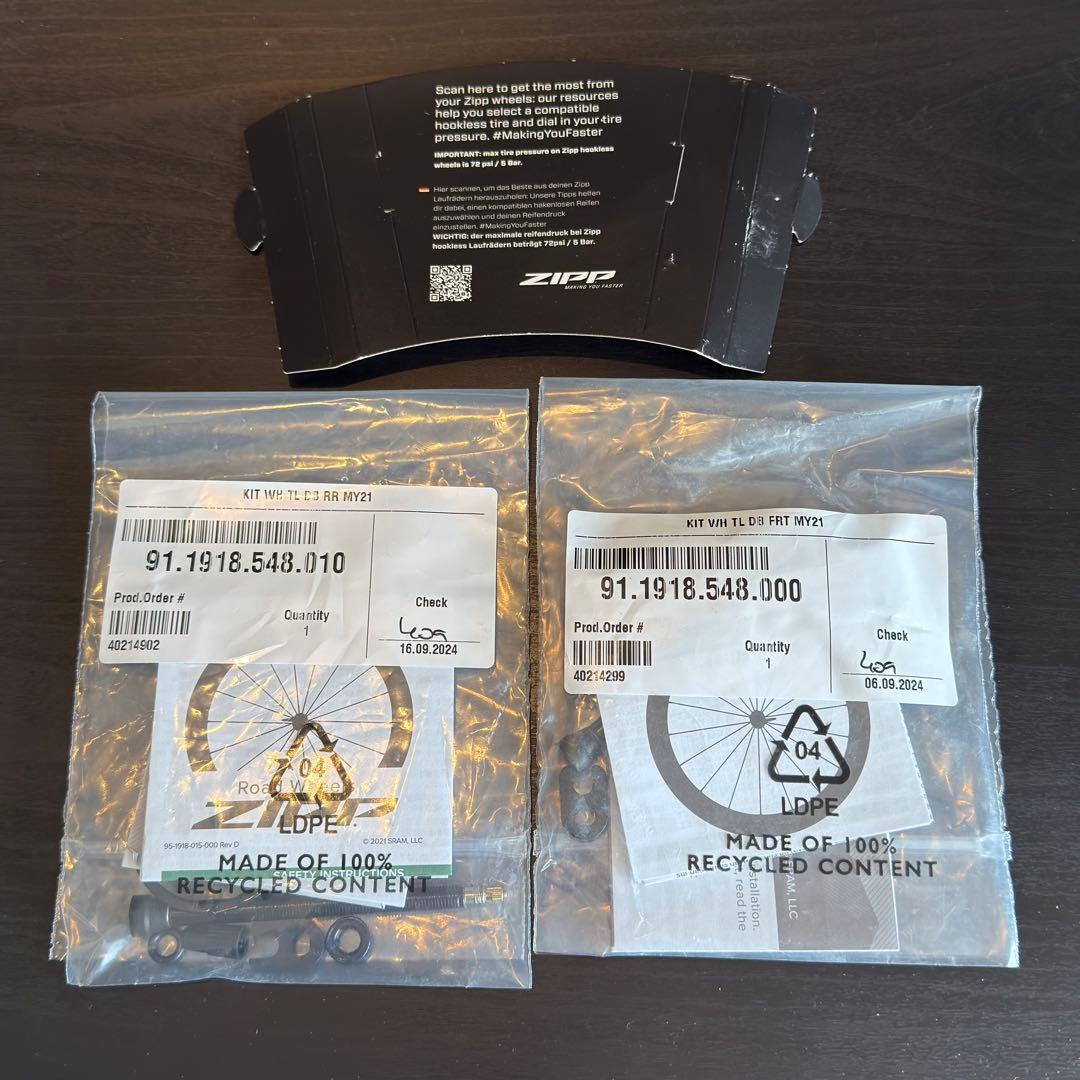 Scan here to get the most from
your Zipp wheels: our resources
help you select a compatible
hookless tire and dial in your tire
pressure. #MakingYouFaster
IMPORTANT: max tire pressure on Zipp hookless
wheels is 72 psi / 5 Bar.
Hier scannen, um das Beste aus deinen Zipp
Laufrädern herauszuholen: Unsere Tipps helfen
dir dabei, einen kompatiblen hakenlosen Reifen
auszuwählen und deinen Reifendruck
einzustellen. #MakingYouFaster
WICHTIG: der maximale reifendruck bei Zipp
hookless Laufrädern beträgt 72psi / 5 Bar.
ZIPP
MAKING YOU FASTER
KIT WH TL DB RR MY21
91.1918.548.010
Prod.Order #
Quantity
1
Check
40214902
16.09.2024
04
LDPE
Road Wheels
ZIPP
95-1918-015-000 Rev D
© 2021 SRAM, LLC
SAFETY INSTRUCTIONS
MADE OF 100%
RECYCLED CONTENT
KIT WH TL DB FRT MY21
91.1918.548.000
Prod.Order #
Quantity
1
Check
40214299
06.09.2024
04
LDPE
MADE OF 100%
RECYCLED CONTENT
SRAM, LLC
installation.
read the